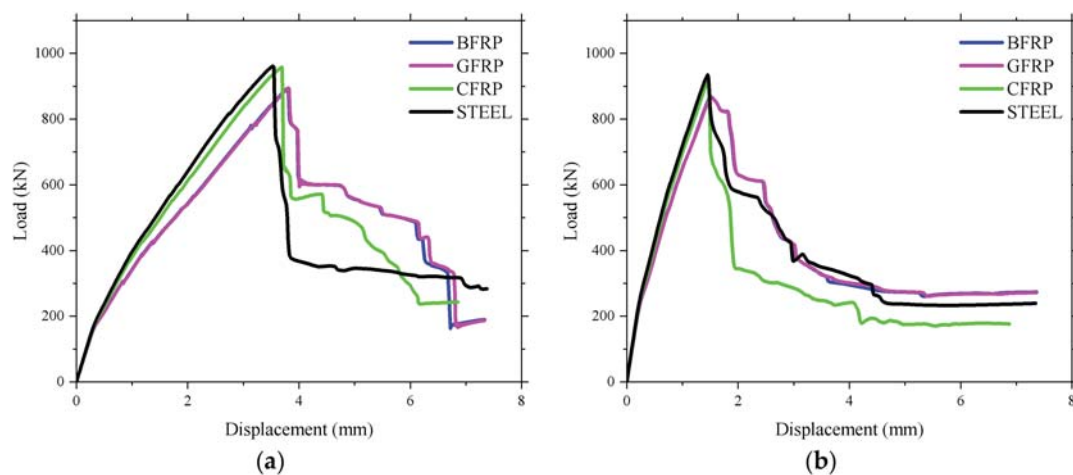 BFRP
GFRP
CFRP
STEEL
1000
800
600
400
200
0
Load (kN)
0 2 4 6 8
Displacement (mm)
(a)
BFRP
GFRP
CFRP
STEEL
1000
800
600
400
200
0
Load (kN)
0 2 4 6 8
Displacement (mm)
(b)